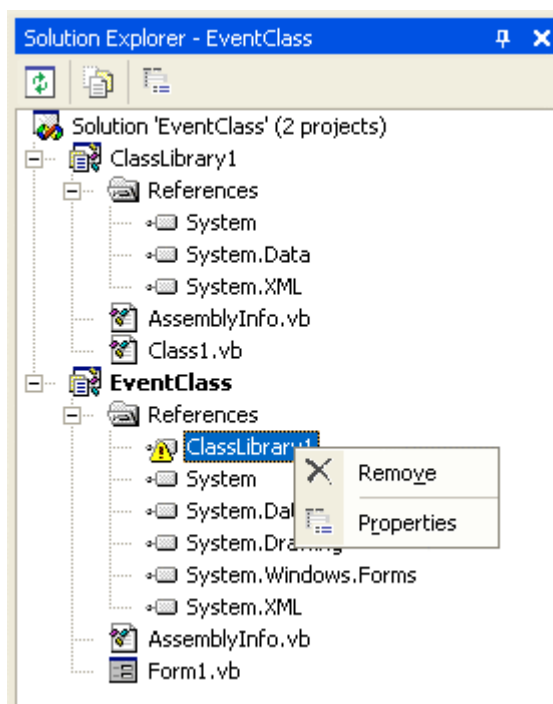 Solution Explorer - EventClass
Solution 'EventClass' (2 projects)
ClassLibrary1
References
System
System.Data
System.XML
AssemblyInfo.vb
Class1.vb
EventClass
References
ClassLibrary1
Remove
System
Properties
System.Windows.Forms
System.XML
AssemblyInfo.vb
Form1.vb